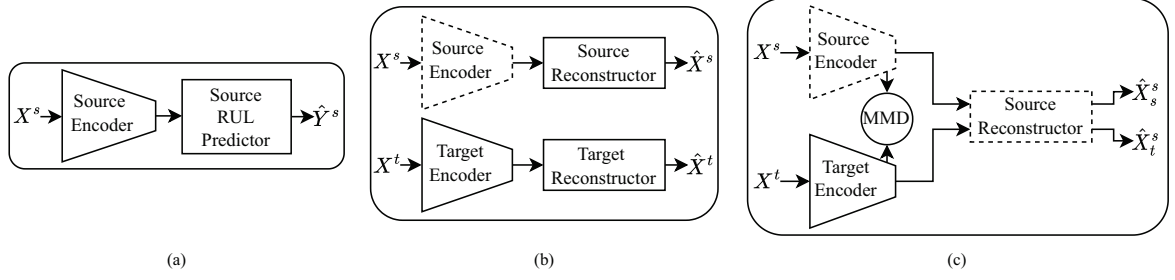 X^s
Source
Encoder
Source
RUL
Predictor
Ŷ^s
(a)
X^s
Source
Encoder
Source
Reconstructor
X̂^s
X^t
Target
Encoder
Target
Reconstructor
X̂^t
(b)
X^s
Source
Encoder
MMD
X^t
Target
Encoder
Source
Reconstructor
X̂^s_s
X̂^s_t
(c)